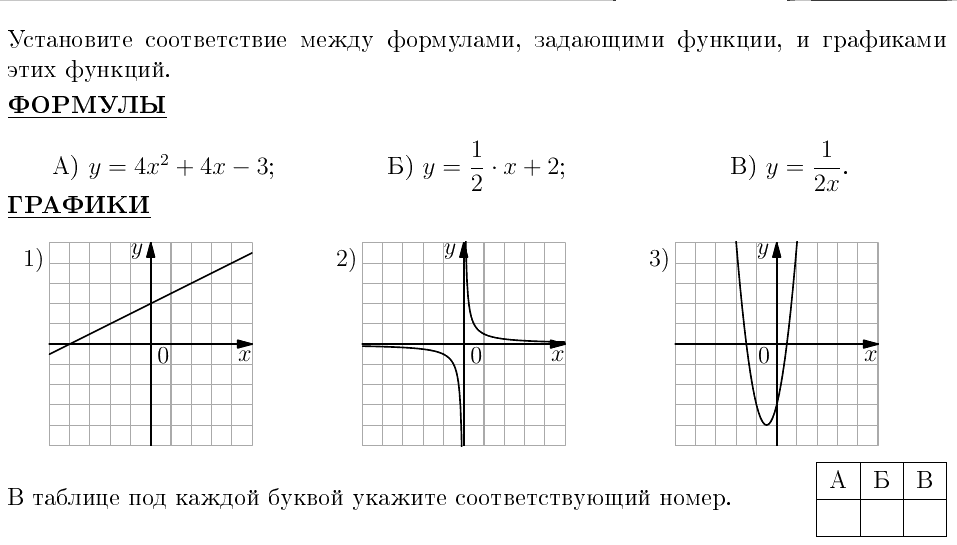 Установите соответствие между формулами, задающими функции, и графиками
этих функций.
ФОРМУЛЫ
А) y = 4x² + 4x − 3; Б) y = 1/2 · x + 2; В) y = 1/(2x).
ГРАФИКИ
1) y 0 x 2) y 0 x 3) y 0 x
В таблице под каждой буквой укажите соответствующий номер.
А Б В